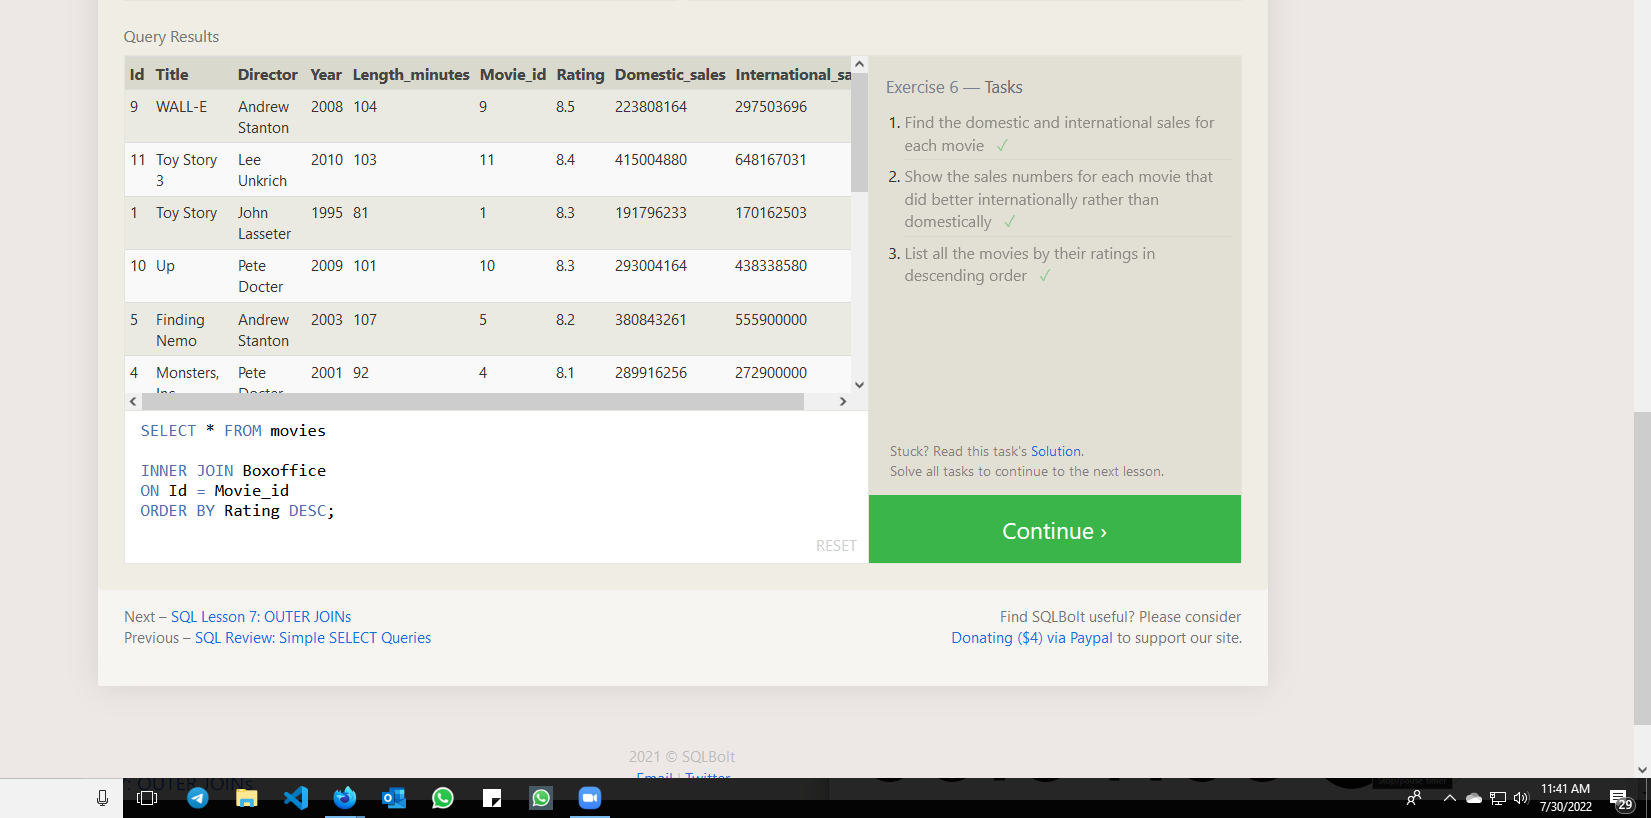 Query Results
Id Title Director Year Length_minutes Movie_id Rating Domestic_sales International_sa
9 WALL-E Andrew Stanton 2008 104 9 8.5 223808164 297503696
11 Toy Story 3 Lee Unkrich 2010 103 11 8.4 415004880 648167031
1 Toy Story John Lasseter 1995 81 1 8.3 191796233 170162503
10 Up Pete Docter 2009 101 10 8.3 293004164 438338580
5 Finding Nemo Andrew Stanton 2003 107 5 8.2 380843261 555900000
4 Monsters, Inc. Pete Docter 2001 92 4 8.1 289916256 272900000
SELECT * FROM movies
INNER JOIN Boxoffice
ON Id = Movie_id
ORDER BY Rating DESC;
RESET
Exercise 6 — Tasks
1. Find the domestic and international sales for
each movie ✓
2. Show the sales numbers for each movie that
did better internationally rather than
domestically ✓
3. List all the movies by their ratings in
descending order ✓
Stuck? Read this task's Solution.
Solve all tasks to continue to the next lesson.
Continue ›
Next – SQL Lesson 7: OUTER JOINs
Previous – SQL Review: Simple SELECT Queries
Find SQLBolt useful? Please consider
Donating ($4) via Paypal to support our site.
2021 © SQLBolt
Email | Twitter
: OUTER JOINs
11:41 AM
7/30/2022
29